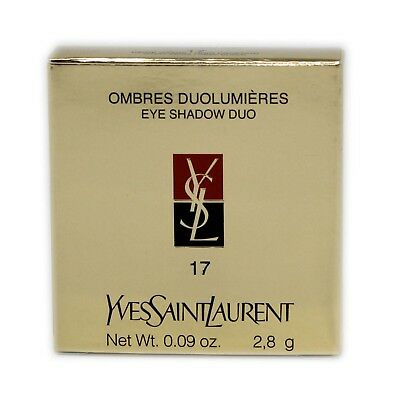 OMBRES DUOLUMIÈRES
EYE SHADOW DUO
YSL
17
YVESSAINTLAURENT
Net Wt. 0.09 oz. 2,8 g